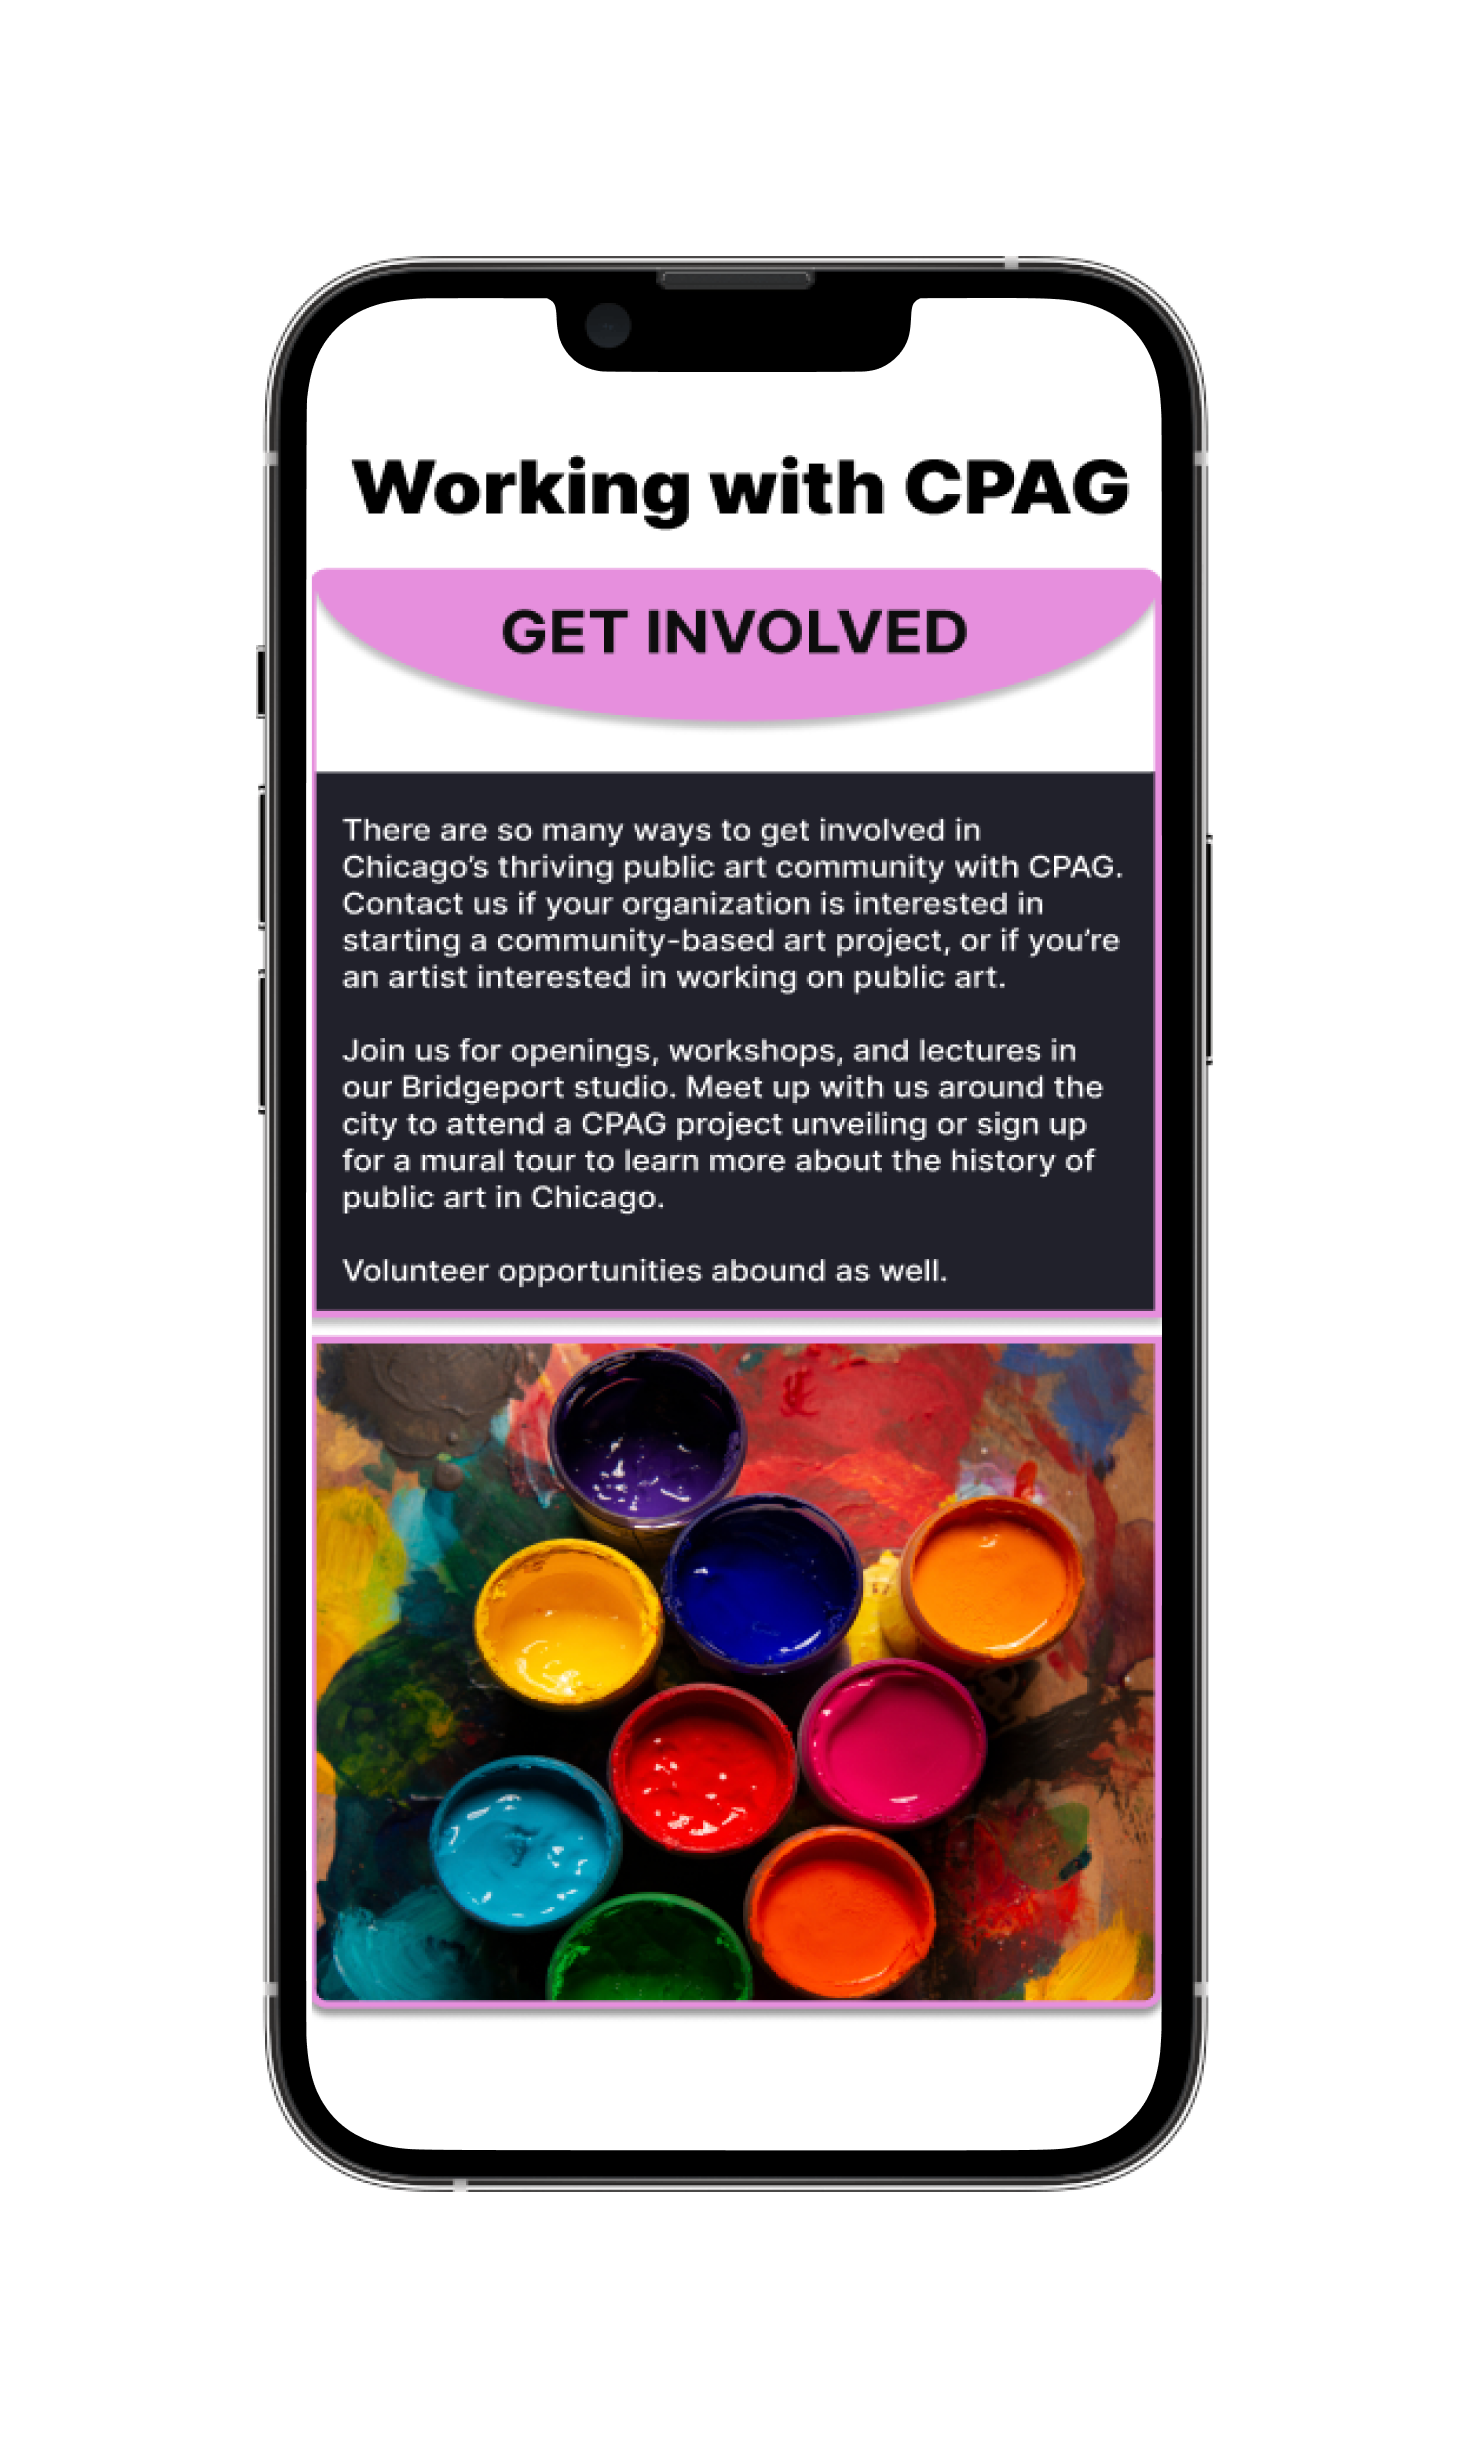 Working with CPAG
GET INVOLVED
There are so many ways to get involved in
Chicago’s thriving public art community with CPAG.
Contact us if your organization is interested in
starting a community-based art project, or if you’re
an artist interested in working on public art.
Join us for openings, workshops, and lectures in
our Bridgeport studio. Meet up with us around the
city to attend a CPAG project unveiling or sign up
for a mural tour to learn more about the history of
public art in Chicago.
Volunteer opportunities abound as well.